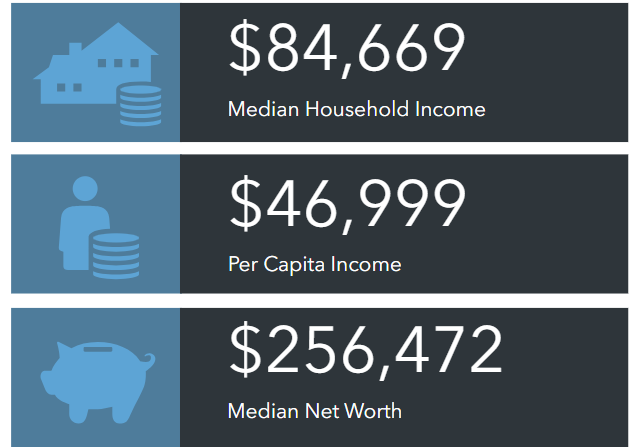 $84,669
Median Household Income
$46,999
Per Capita Income
$256,472
Median Net Worth